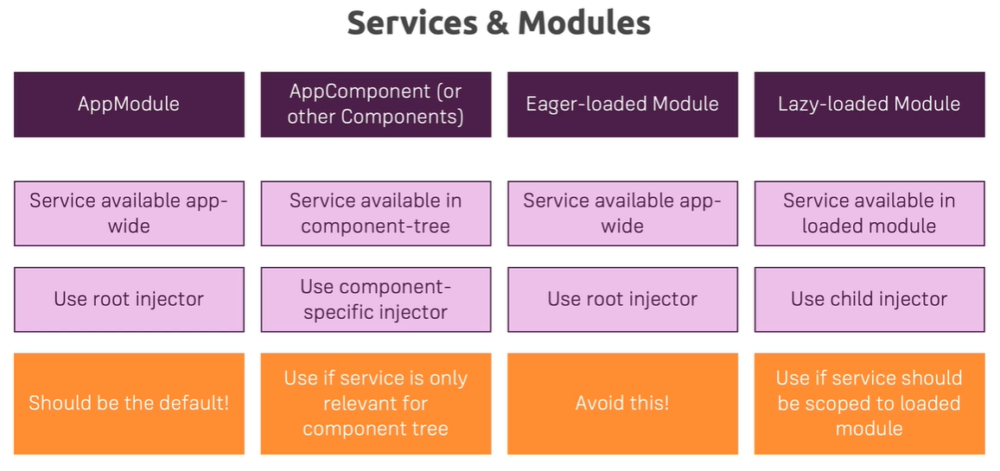 Services & Modules
AppModule
AppComponent (or
other Components)
Eager-loaded Module
Lazy-loaded Module
Service available app-
wide
Service available in
component-tree
Service available app-
wide
Service available in
loaded module
Use root injector
Use component-
specific injector
Use root injector
Use child injector
Should be the default!
Use if service is only
relevant for
component tree
Avoid this!
Use if service should
be scoped to loaded
module